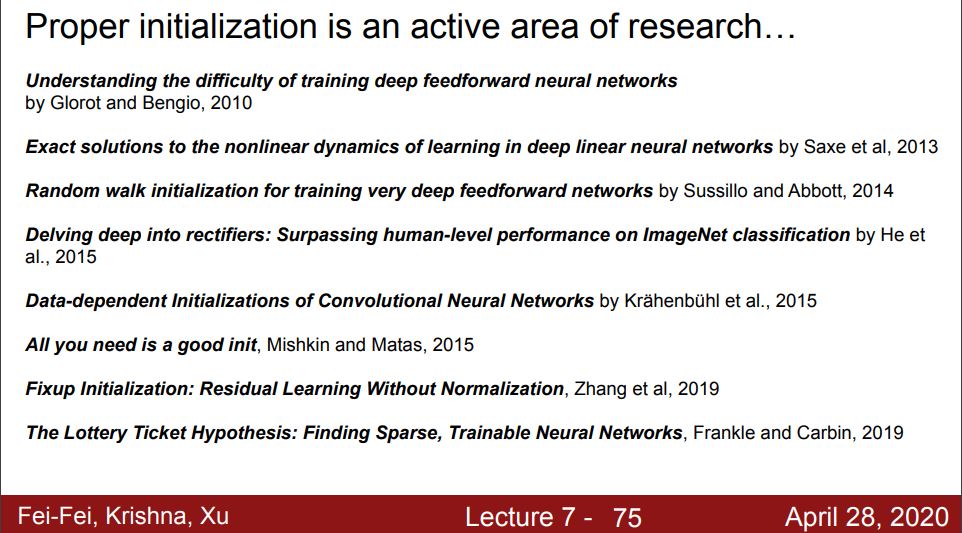 Proper initialization is an active area of research…
Understanding the difficulty of training deep feedforward neural networks
by Glorot and Bengio, 2010
Exact solutions to the nonlinear dynamics of learning in deep linear neural networks by Saxe et al, 2013
Random walk initialization for training very deep feedforward networks by Sussillo and Abbott, 2014
Delving deep into rectifiers: Surpassing human-level performance on ImageNet classification by He et
al., 2015
Data-dependent Initializations of Convolutional Neural Networks by Krähenbühl et al., 2015
All you need is a good init, Mishkin and Matas, 2015
Fixup Initialization: Residual Learning Without Normalization, Zhang et al, 2019
The Lottery Ticket Hypothesis: Finding Sparse, Trainable Neural Networks, Frankle and Carbin, 2019
Fei-Fei, Krishna, Xu Lecture 7 - 75 April 28, 2020